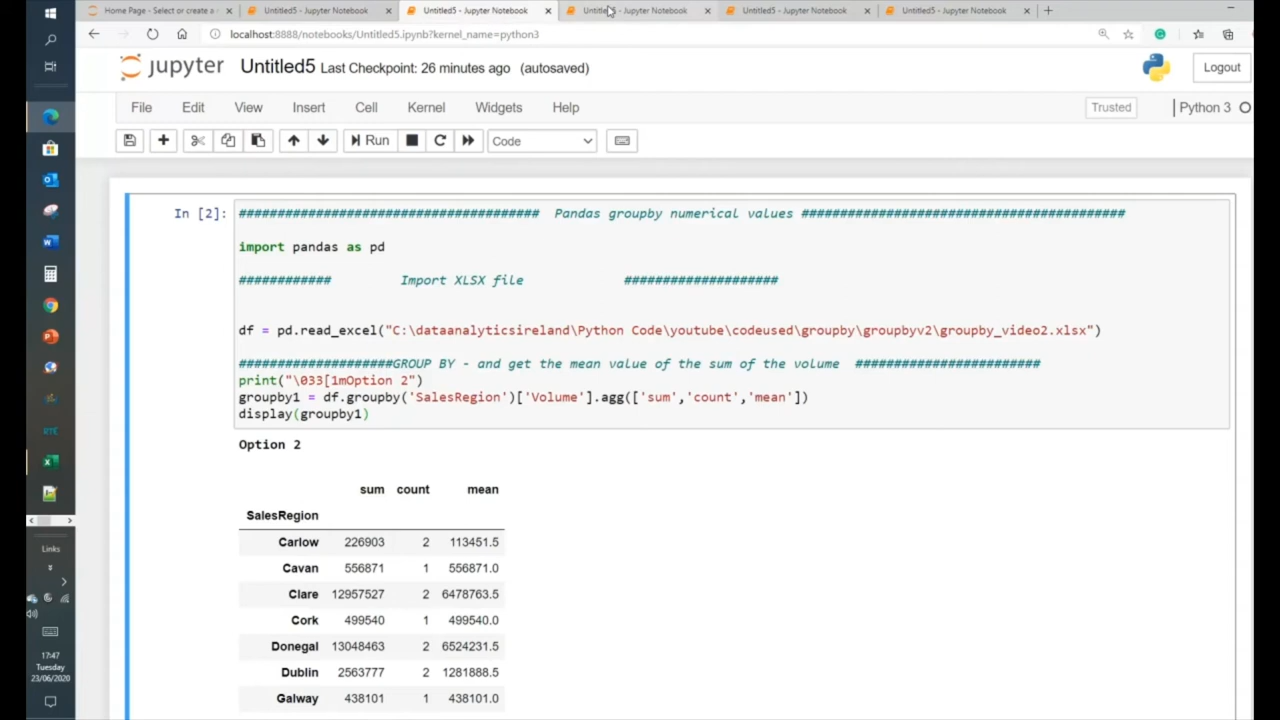 Home Page - Select or create a
Untitled5 - Jupyter Notebook
Untitled5 - Jupyter Notebook
Untitled5 - Jupyter Notebook
Untitled5 - Jupyter Notebook
Untitled5 - Jupyter Notebook
localhost:8888/notebooks/Untitled5.ipynb?kernel_name=python3
jupyter Untitled5 Last Checkpoint: 26 minutes ago (autosaved)
Logout
File Edit View Insert Cell Kernel Widgets Help
Trusted
Python 3
Run
Code
In [2]:
####################################### Pandas groupby numerical values ##########################################
import pandas as pd
############ Import XLSX file ####################
df = pd.read_excel("C:\dataanalyticsireland\Python Code\youtube\codeused\groupby\groupbyv2\groupby_video2.xlsx")
####################GROUP BY - and get the mean value of the sum of the volume ########################
print("\033[1mOption 2")
groupby1 = df.groupby('SalesRegion')['Volume'].agg(['sum','count','mean'])
display(groupby1)
Option 2
sum count mean
SalesRegion
Carlow 226903 2 113451.5
Cavan 556871 1 556871.0
Clare 12957527 2 6478763.5
Cork 499540 1 499540.0
Donegal 13048463 2 6524231.5
Dublin 2563777 2 1281888.5
Galway 438101 1 438101.0
RTE
Links
17:47
Tuesday
23/06/2020